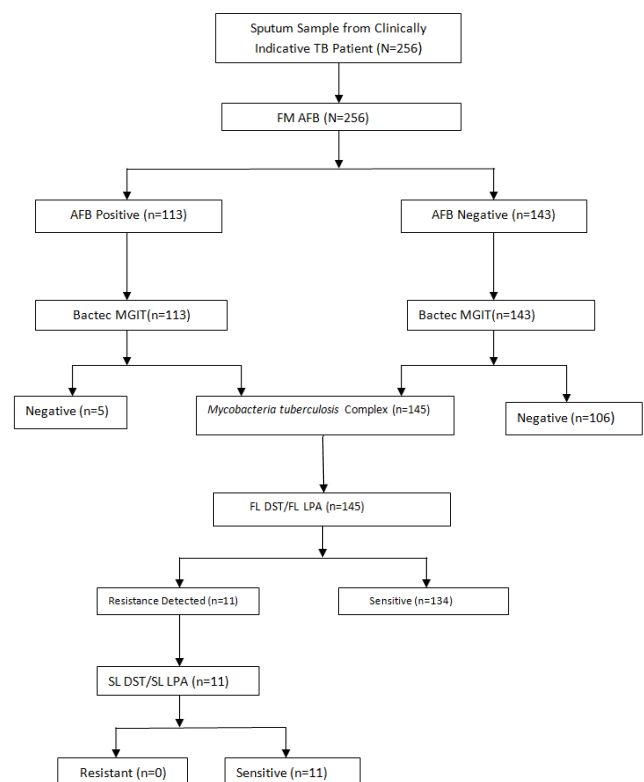 Sputum Sample from Clinically
Indicative TB Patient (N=256)
FM AFB (N=256)
AFB Positive (n=113)
AFB Negative (n=143)
Bactec MGIT(n=113)
Bactec MGIT(n=143)
Negative (n=5)
Mycobacteria tuberculosis Complex (n=145)
Negative (n=106)
FL DST/FL LPA (n=145)
Resistance Detected (n=11)
Sensitive (n=134)
SL DST/SL LPA (n=11)
Resistant (n=0)
Sensitive (n=11)